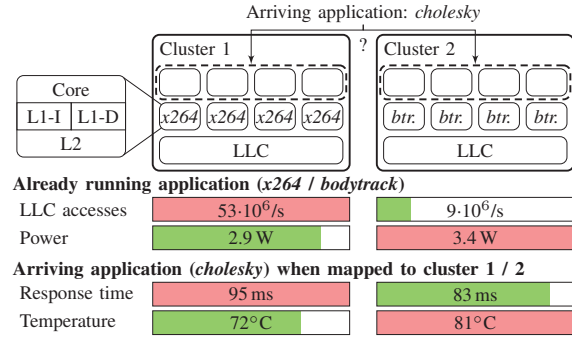 Arriving application: cholesky
?
Cluster 1
Cluster 2
Core
L1-I L1-D
L2
x264 x264 x264 x264
btr. btr. btr. btr.
LLC
LLC
Already running application (x264 / bodytrack)
LLC accesses 53·10⁶/s 9·10⁶/s
Power 2.9 W 3.4 W
Arriving application (cholesky) when mapped to cluster 1 / 2
Response time 95 ms 83 ms
Temperature 72°C 81°C